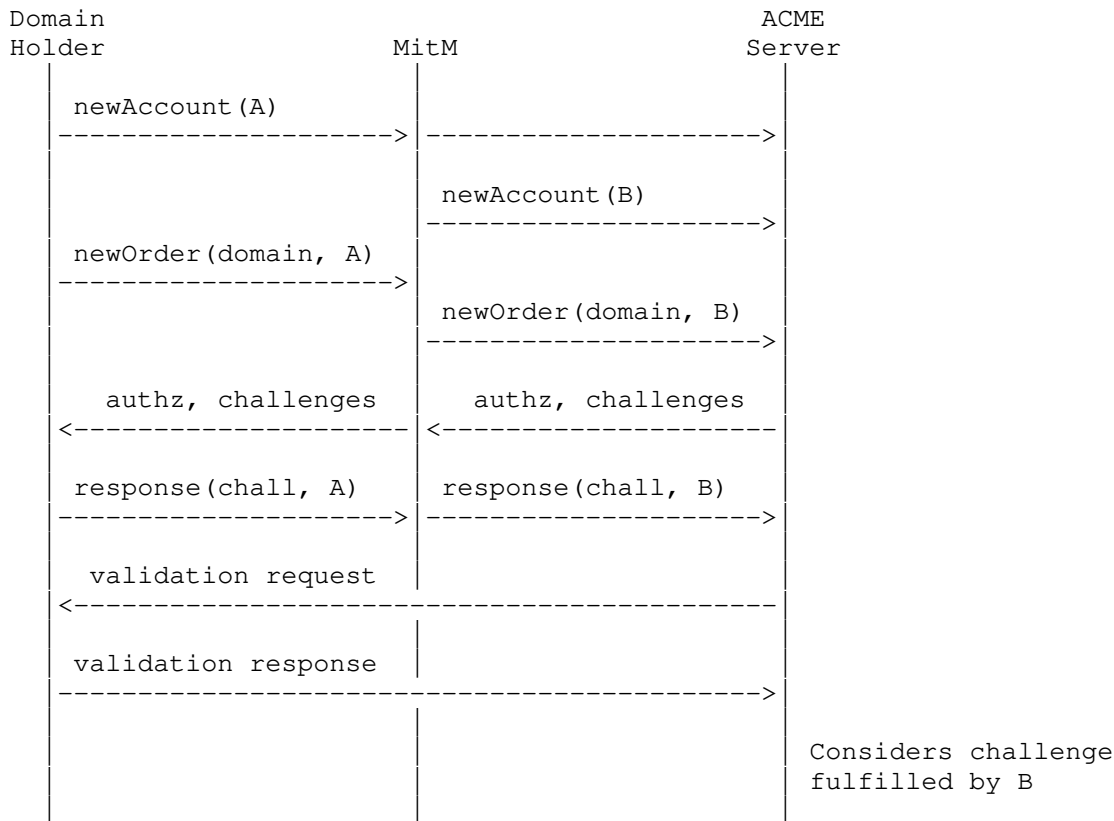 Domain ACME
Holder MitM Server
newAccount(A)
newAccount(B)
newOrder(domain, A)
newOrder(domain, B)
authz, challenges authz, challenges
response(chall, A) response(chall, B)
validation request
validation response
Considers challenge
fulfilled by B